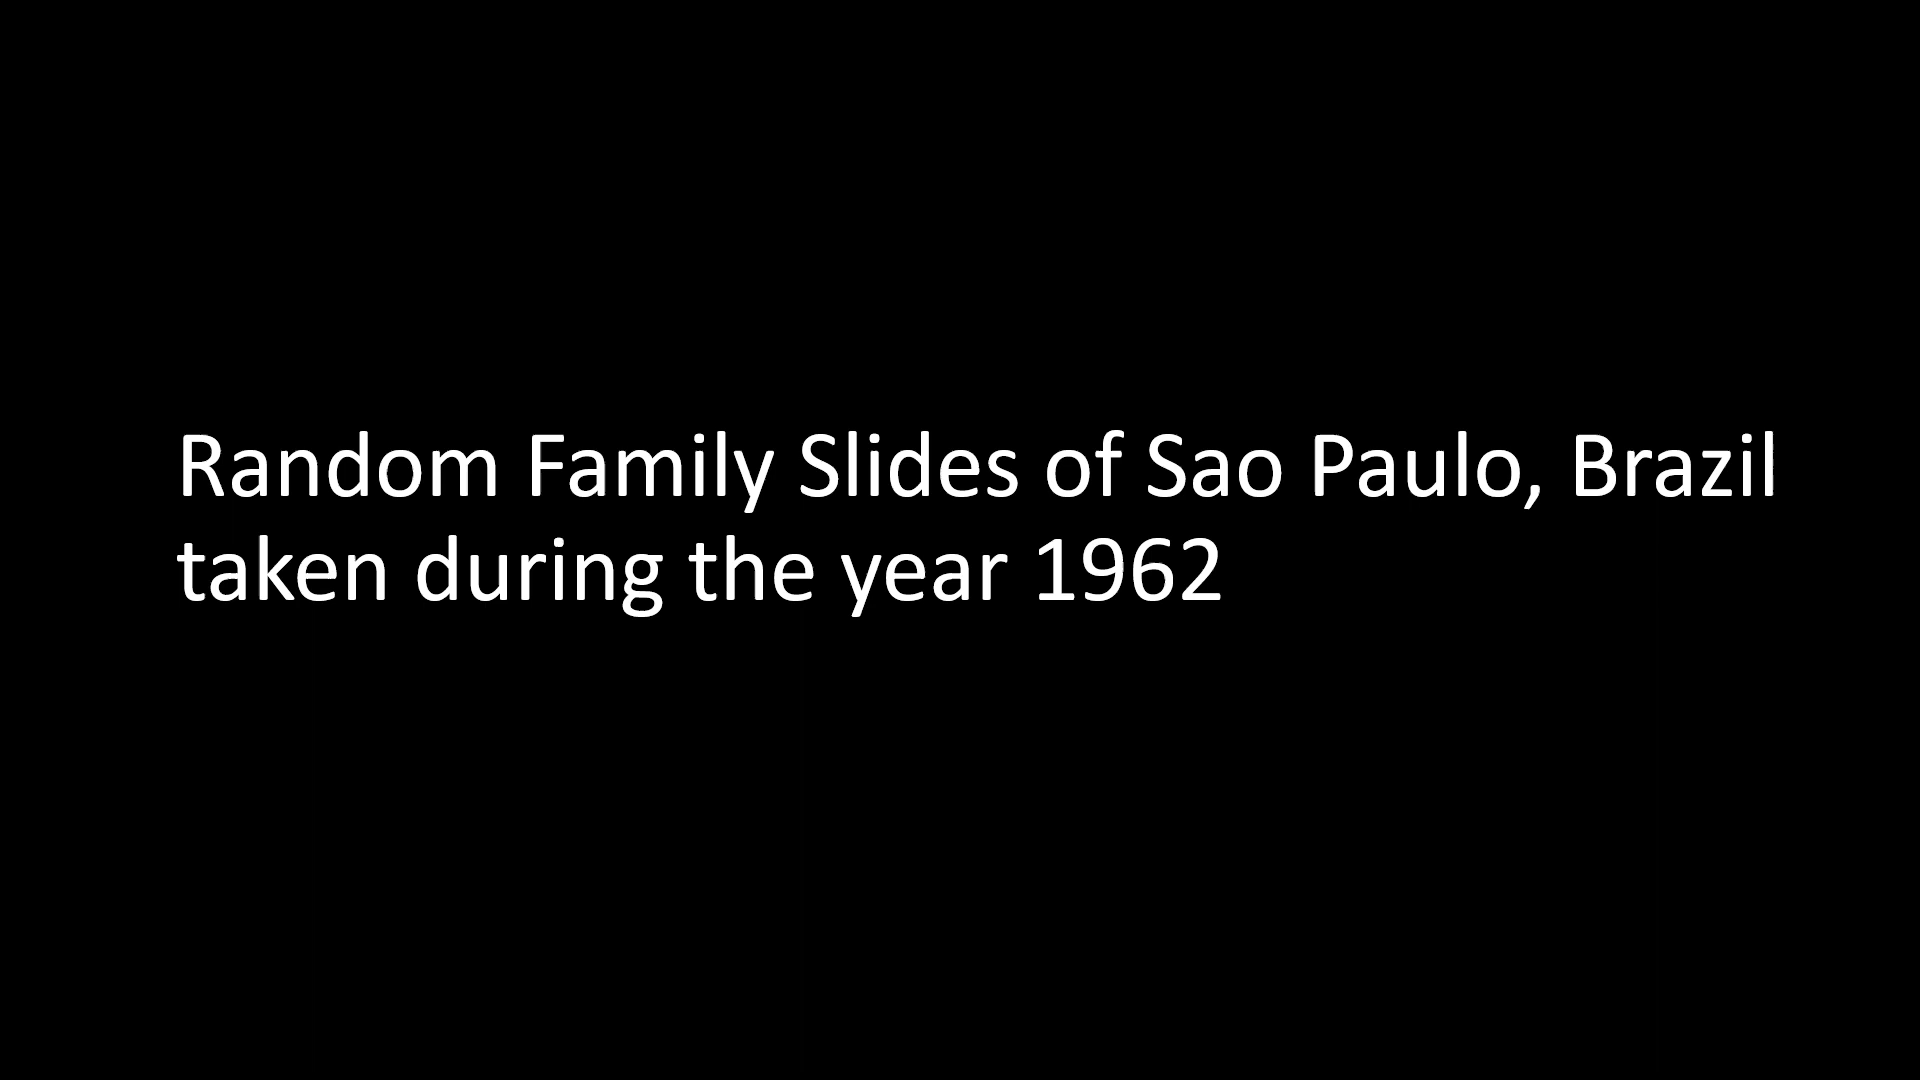 Random Family Slides of Sao Paulo, Brazil
taken during the year 1962